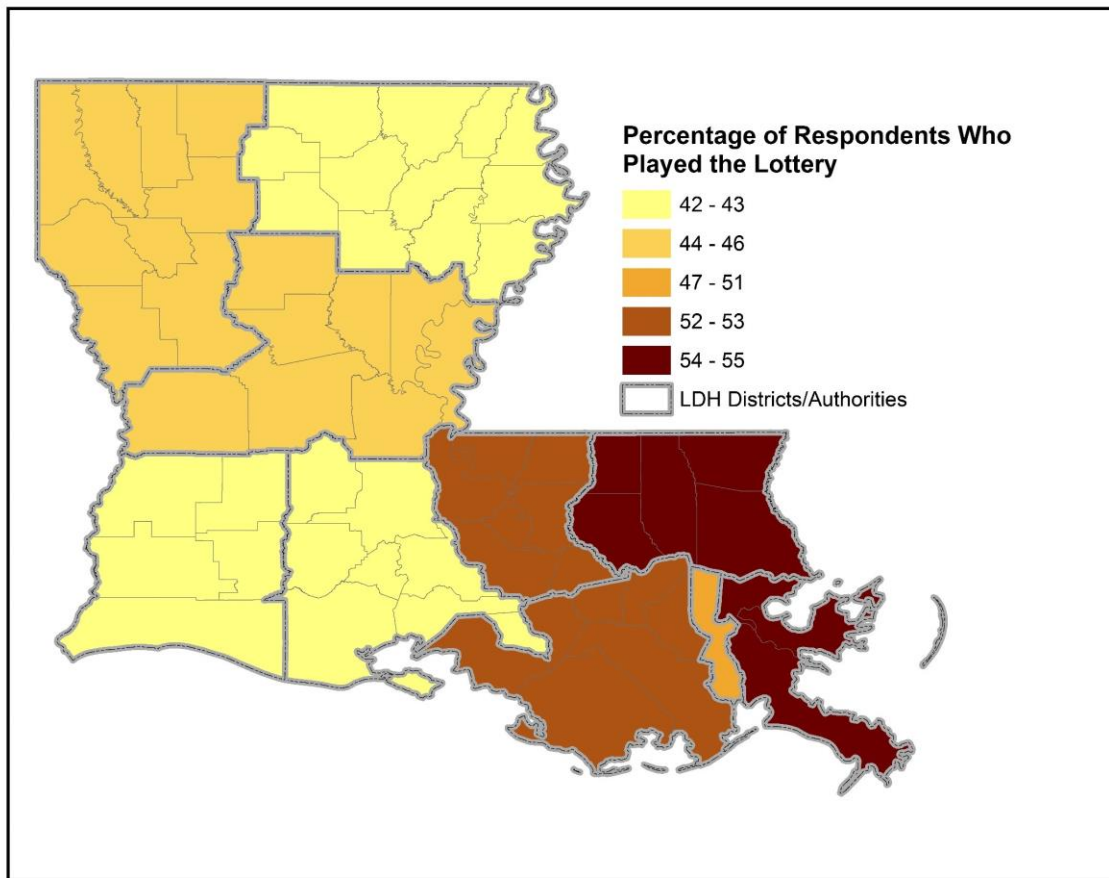 Percentage of Respondents Who
Played the Lottery
42 - 43
44 - 46
47 - 51
52 - 53
54 - 55
LDH Districts/Authorities